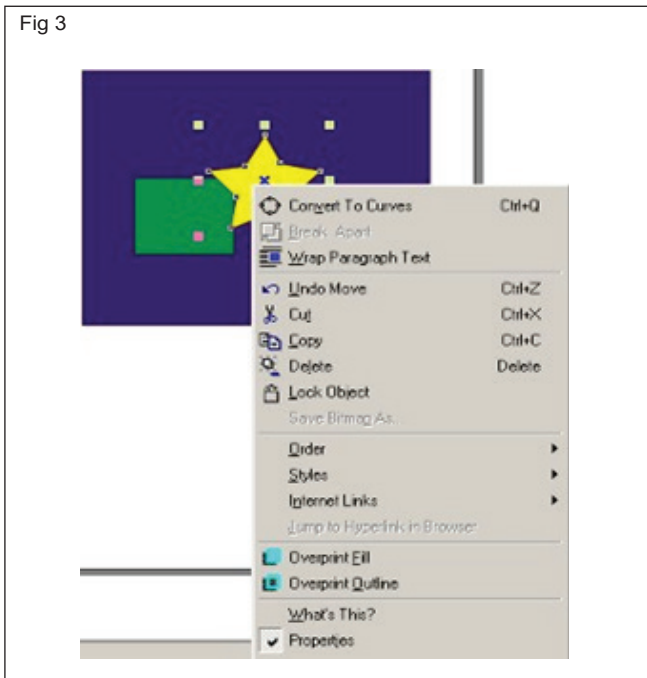 Fig 3
Convert To Curves Ctrl+Q
Break Apart
Wrap Paragraph Text
Undo Move Ctrl+Z
Cut Ctrl+X
Copy Ctrl+C
Delete Delete
Lock Object
Save Bitmap As...
Order
Styles
Internet Links
Jump to Hyperlink in Browser
Overprint Fill
Overprint Outline
What's This?
Properties